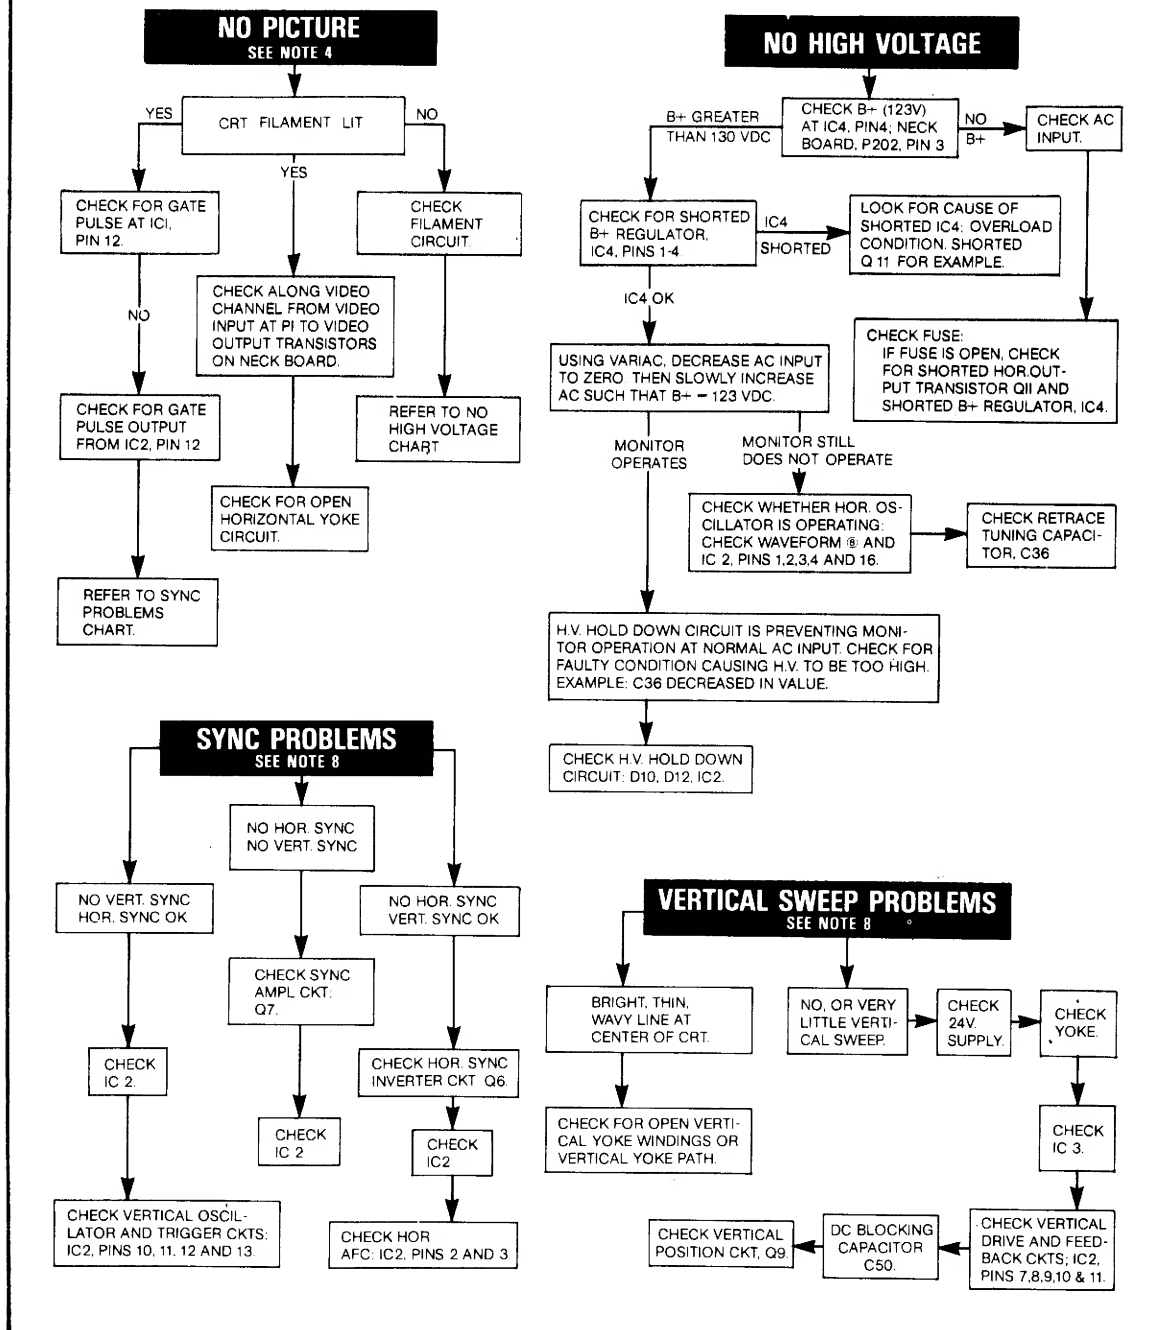 NO PICTURE
SEE NOTE 4
YES
CRT FILAMENT LIT
NO
YES
CHECK FOR GATE
PULSE AT ICI,
PIN 12.
CHECK
FILAMENT
CIRCUIT.
NO
CHECK ALONG VIDEO
CHANNEL FROM VIDEO
INPUT AT PI TO VIDEO
OUTPUT TRANSISTORS
ON NECK BOARD.
CHECK FOR GATE
PULSE OUTPUT
FROM IC2, PIN 12
REFER TO NO
HIGH VOLTAGE
CHART
CHECK FOR OPEN
HORIZONTAL YOKE
CIRCUIT.
REFER TO SYNC
PROBLEMS
CHART.
NO HIGH VOLTAGE
B+ GREATER
THAN 130 VDC
CHECK B+ (123V)
AT IC4, PIN4; NECK
BOARD, P202, PIN 3
NO
B+
CHECK AC
INPUT.
CHECK FOR SHORTED
B+ REGULATOR,
IC4, PINS 1-4
IC4
SHORTED
LOOK FOR CAUSE OF
SHORTED IC4; OVERLOAD
CONDITION. SHORTED
Q 11 FOR EXAMPLE.
IC4 OK
CHECK FUSE:
IF FUSE IS OPEN, CHECK
FOR SHORTED HOR.OUT-
PUT TRANSISTOR QII AND
SHORTED B+ REGULATOR, IC4.
USING VARIAC, DECREASE AC INPUT
TO ZERO THEN SLOWLY INCREASE
AC SUCH THAT B+ = 123 VDC.
MONITOR
OPERATES
MONITOR STILL
DOES NOT OPERATE
CHECK WHETHER HOR. OS-
CILLATOR IS OPERATING:
CHECK WAVEFORM ⑧ AND
IC 2, PINS 1,2,3,4 AND 16.
CHECK RETRACE
TUNING CAPACI-
TOR, C36
H.V. HOLD DOWN CIRCUIT IS PREVENTING MONI-
TOR OPERATION AT NORMAL AC INPUT. CHECK FOR
FAULTY CONDITION CAUSING H.V. TO BE TOO HIGH.
EXAMPLE: C36 DECREASED IN VALUE.
CHECK H.V. HOLD DOWN
CIRCUIT: D10, D12, IC2.
SYNC PROBLEMS
SEE NOTE 8
NO HOR. SYNC
NO VERT. SYNC
NO VERT. SYNC
HOR. SYNC OK
NO HOR. SYNC
VERT. SYNC OK
CHECK SYNC
AMPL CKT:
Q7.
CHECK
IC 2.
CHECK HOR. SYNC
INVERTER CKT Q6.
CHECK
IC 2
CHECK
IC2
CHECK VERTICAL OSCIL-
LATOR AND TRIGGER CKTS:
IC2, PINS 10, 11, 12 AND 13.
CHECK HOR
AFC: IC2, PINS 2 AND 3
VERTICAL SWEEP PROBLEMS
SEE NOTE 8
BRIGHT, THIN,
WAVY LINE AT
CENTER OF CRT.
NO, OR VERY
LITTLE VERTI-
CAL SWEEP.
CHECK
24V.
SUPPLY.
CHECK
YOKE.
CHECK FOR OPEN VERTI-
CAL YOKE WINDINGS OR
VERTICAL YOKE PATH.
CHECK
IC 3.
CHECK VERTICAL
POSITION CKT, Q9.
DC BLOCKING
CAPACITOR
C50.
CHECK VERTICAL
DRIVE AND FEED-
BACK CKTS; IC2,
PINS 7,8,9,10 & 11.